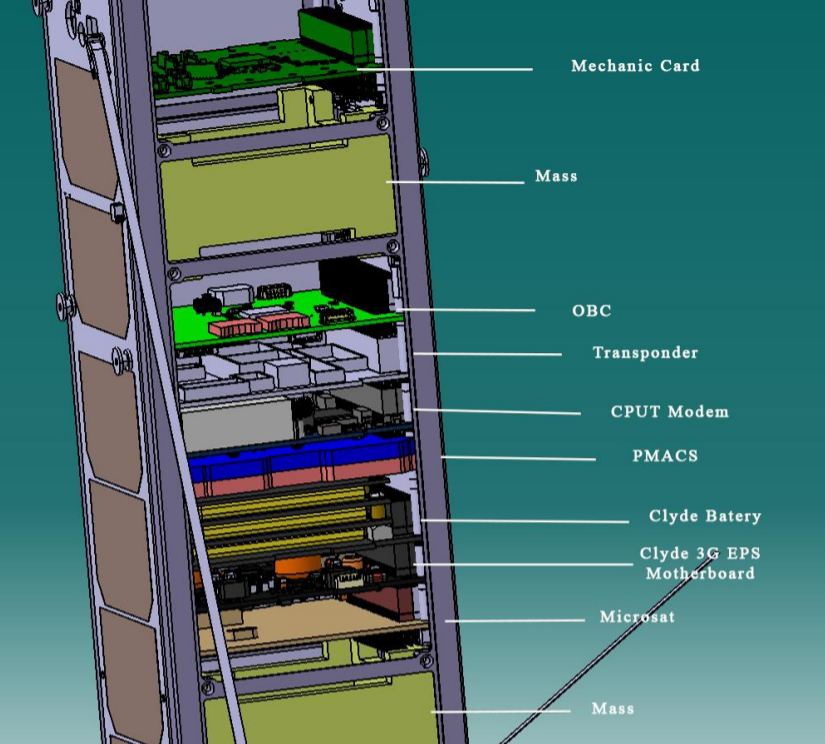 Mechanic Card
Mass
OBC
Transponder
CPUT Modem
PMACS
Clyde Batery
Clyde 3G EPS
Motherboard
Microsat
Mass